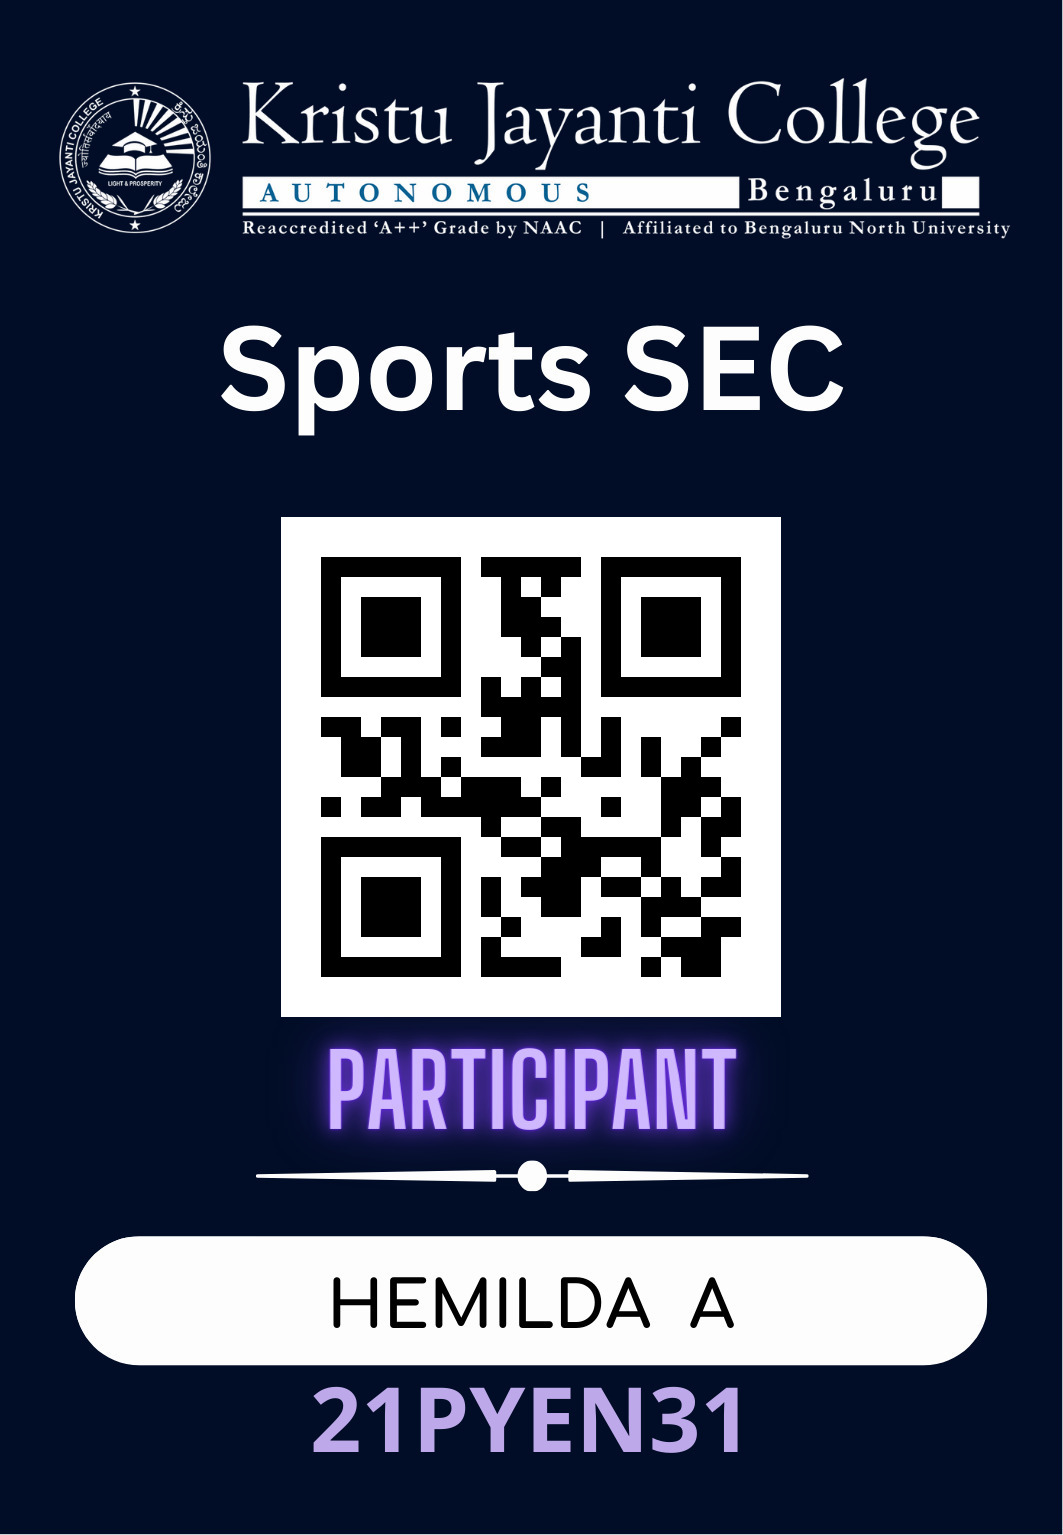 KRISTU JAYANTI COLLEGE
ज्योतिसंवादयाय
LIGHT & PROSPERITY
Kristu Jayanti College
AUTONOMOUS Bengaluru
Reaccredited ‘A++’ Grade by NAAC | Affiliated to Bengaluru North University
Sports SEC
PARTICIPANT
HEMILDA A
21PYEN31